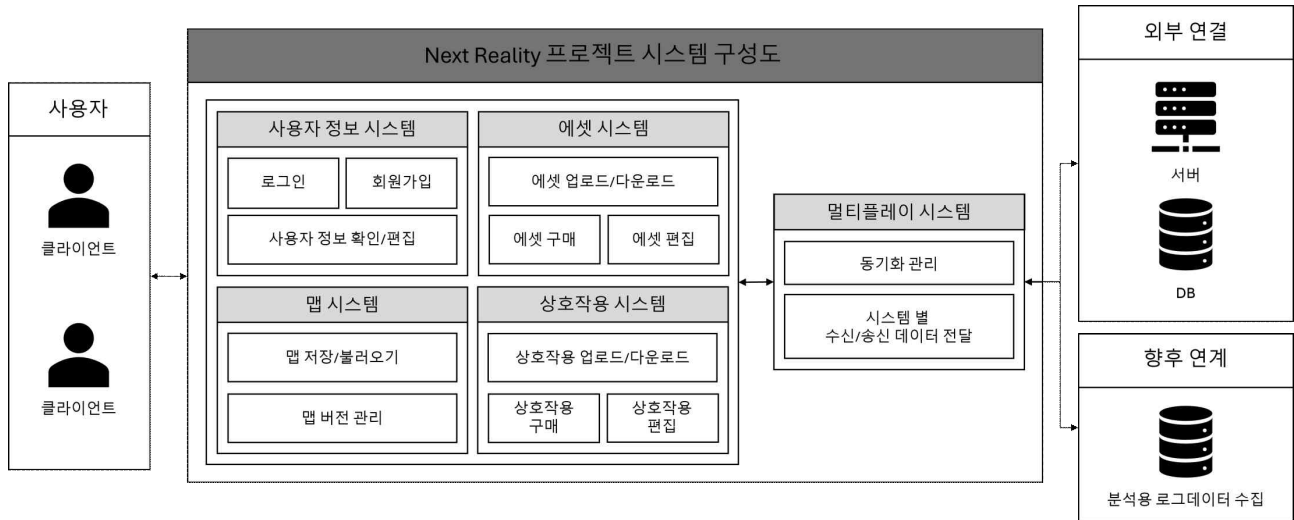 사용자
클라이언트
클라이언트
Next Reality 프로젝트 시스템 구성도
사용자 정보 시스템
로그인
회원가입
사용자 정보 확인/편집
에셋 시스템
에셋 업로드/다운로드
에셋 구매
에셋 편집
맵 시스템
맵 저장/불러오기
맵 버전 관리
상호작용 시스템
상호작용 업로드/다운로드
상호작용
구매
상호작용
편집
멀티플레이 시스템
동기화 관리
시스템 별
수신/송신 데이터 전달
외부 연결
서버
DB
향후 연계
분석용 로그데이터 수집